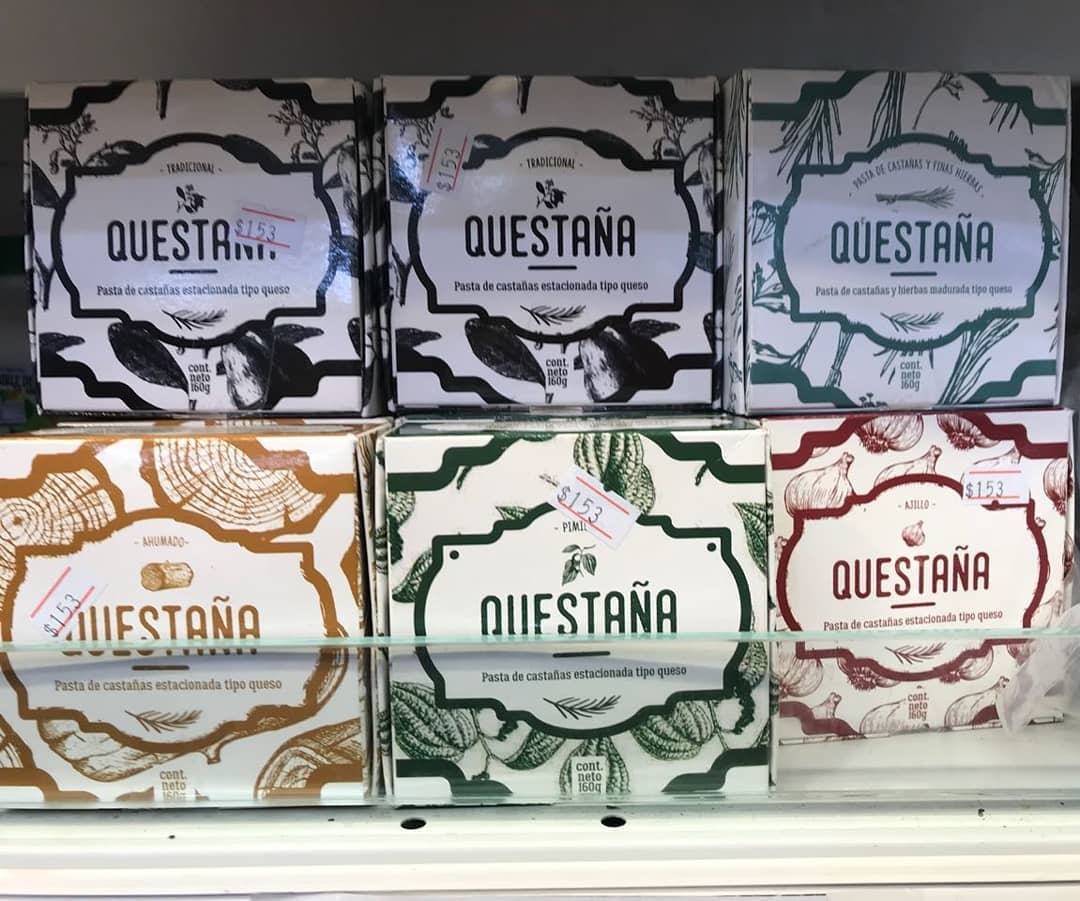 - TRADICIONAL -
QUESTAÑA
$153
Pasta de castañas estacionada tipo queso
cont.
neto
160g
- TRADICIONAL -
$153
QUESTAÑA
Pasta de castañas estacionada tipo queso
cont.
neto
160g
- PASTA DE CASTAÑAS Y FINAS HIERBAS -
QUESTAÑA
Pasta de castañas y hierbas madurada tipo queso
cont.
neto
160g
- AHUMADO -
$153
QUESTAÑA
Pasta de castañas estacionada tipo queso
cont.
neto
160g
$153
QUESTAÑA
Pasta de castañas estacionada tipo queso
cont.
neto
160g
- AJILLO -
$153
QUESTAÑA
Pasta de castañas estacionada tipo queso
cont.
neto
160g